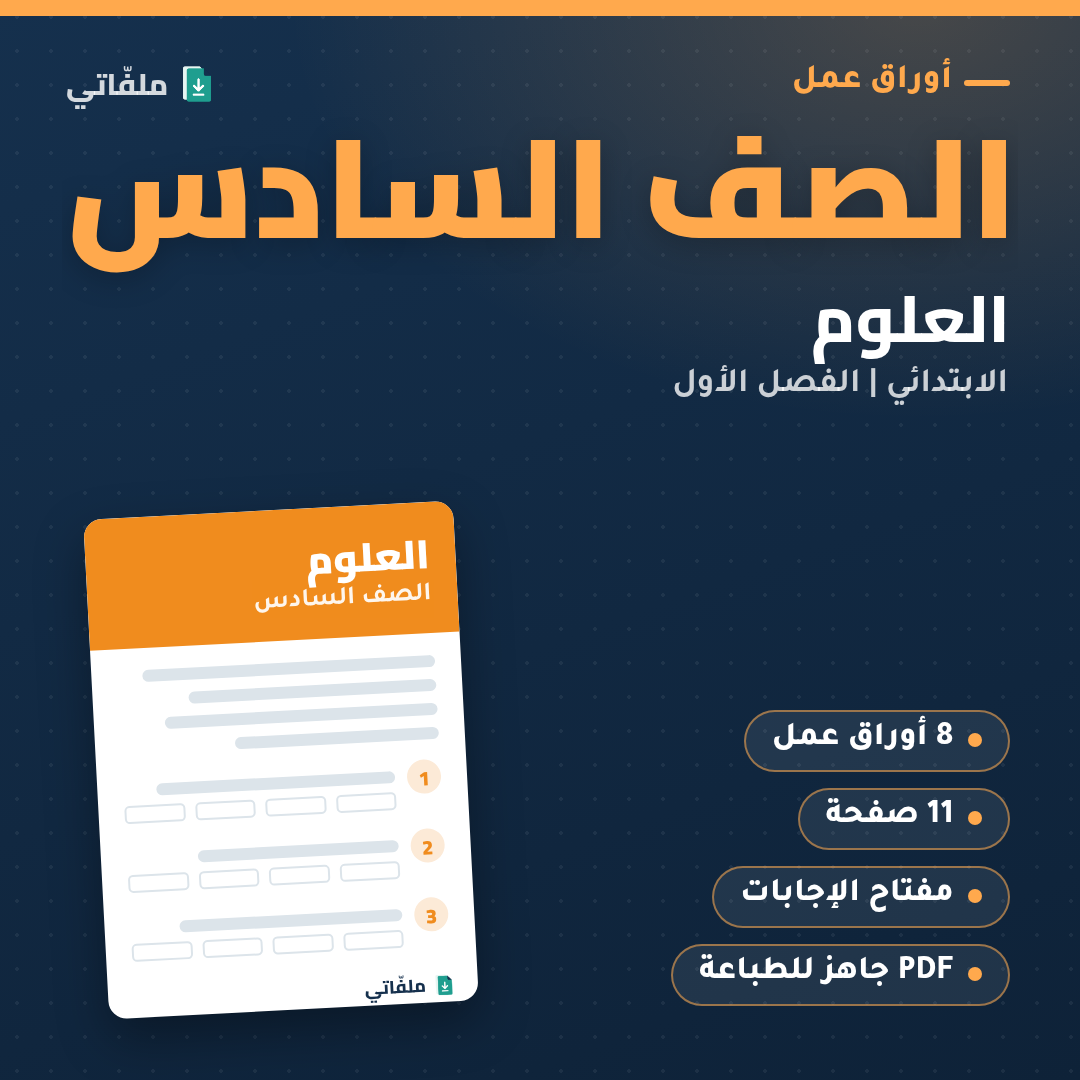 أوراق عمل
ملفّاتي
الصف السادس
العلوم
الابتدائي | الفصل الأول
العلوم
الصف السادس
1
2
3
ملفّاتي
8 أوراق عمل
11 صفحة
مفتاح الإجابات
PDF جاهز للطباعة